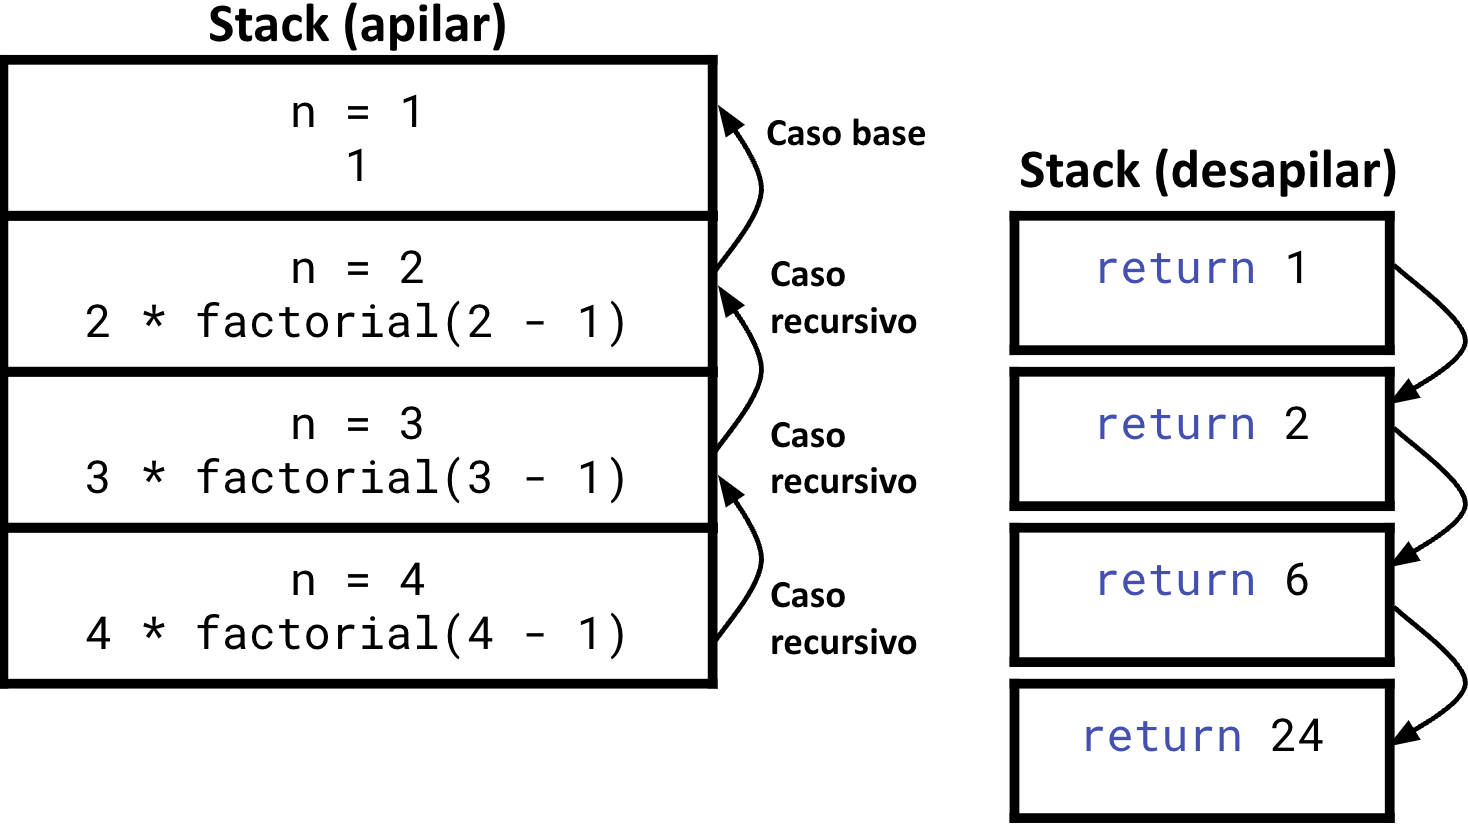 Stack (apilar)
n = 1
1
Caso base
n = 2
2 * factorial(2 - 1)
Caso
recursivo
n = 3
3 * factorial(3 - 1)
Caso
recursivo
n = 4
4 * factorial(4 - 1)
Caso
recursivo
Stack (desapilar)
return 1
return 2
return 6
return 24